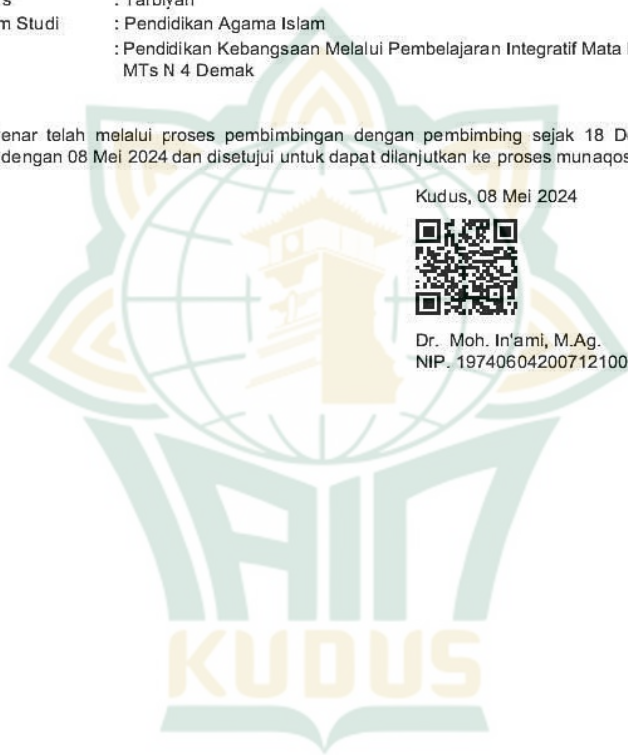 : Tarbiyah
m Studi : Pendidikan Agama Islam
: Pendidikan Kebangsaan Melalui Pembelajaran Integratif Mata
MTs N 4 Demak
enar telah melalui proses pembimbingan dengan pembimbing sejak 18 De
dengan 08 Mei 2024 dan disetujui untuk dapat dilanjutkan ke proses munaqos
Kudus, 08 Mei 2024
Dr. Moh. In'ami, M.Ag.
NIP. 19740604200712100
IAIN
KUDUS